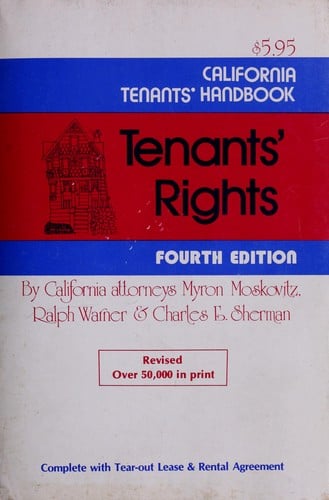 $5.95
CALIFORNIA
TENANTS' HANDBOOK
Tenants'
Rights
FOURTH EDITION
By California attorneys Myron Moskovitz,
Ralph Warner & Charles E. Sherman
Revised
Over 50,000 in print
Complete with Tear-out Lease & Rental Agreement